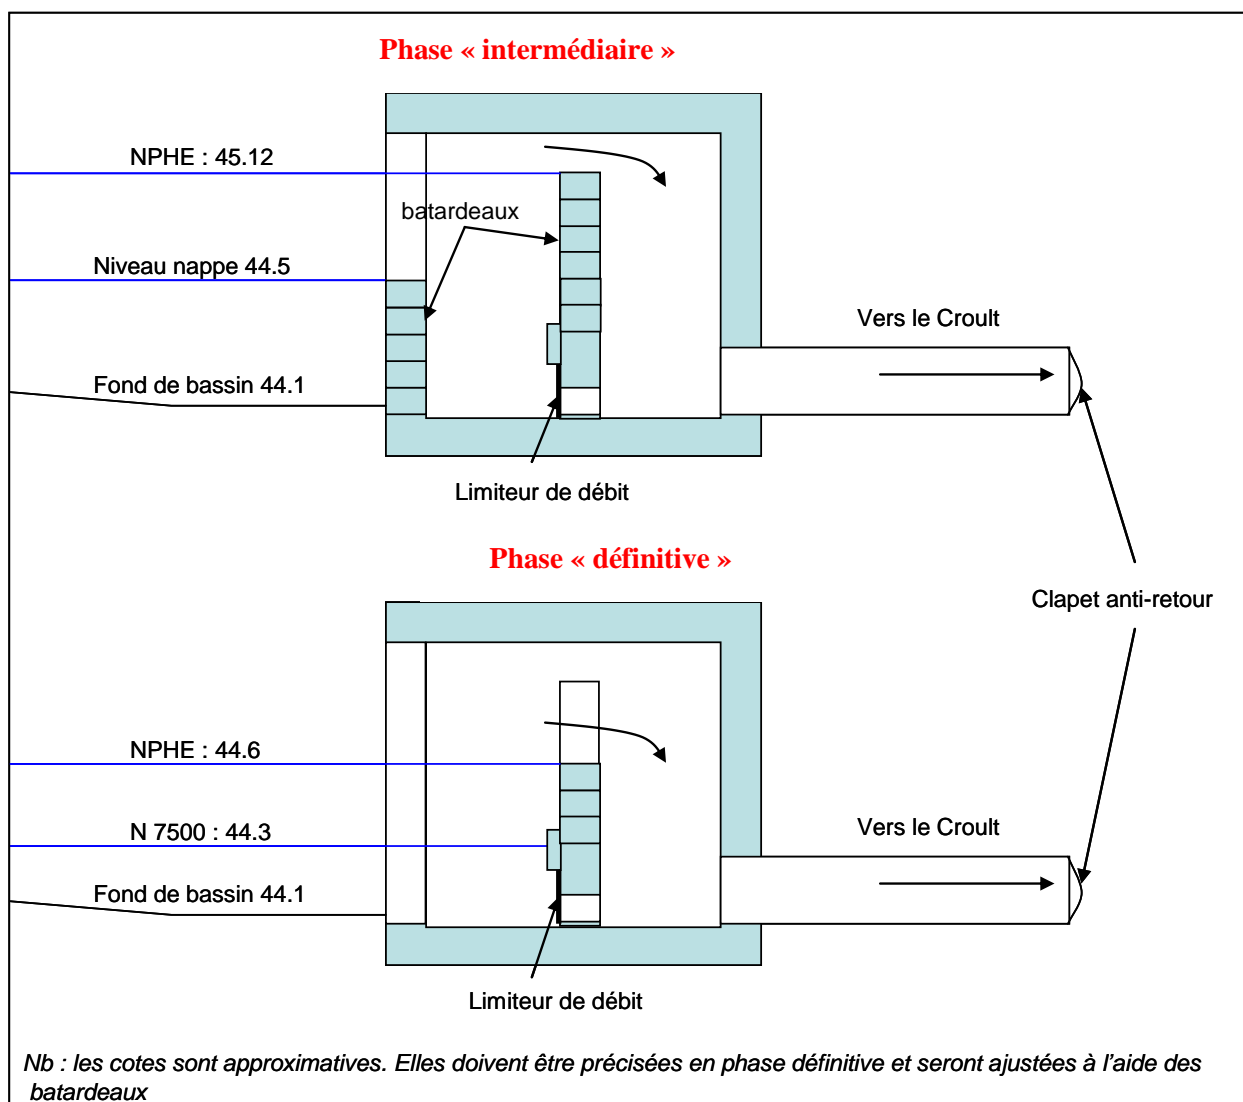 Phase « intermédiaire »
NPHE : 45.12
batardeaux
Niveau nappe 44.5
Vers le Croult
Fond de bassin 44.1
Limiteur de débit
Phase « définitive »
Clapet anti-retour
NPHE : 44.6
N 7500 : 44.3
Vers le Croult
Fond de bassin 44.1
Limiteur de débit
Nb : les cotes sont approximatives. Elles doivent être précisées en phase définitive et seront ajustées à l'aide des
batardeaux